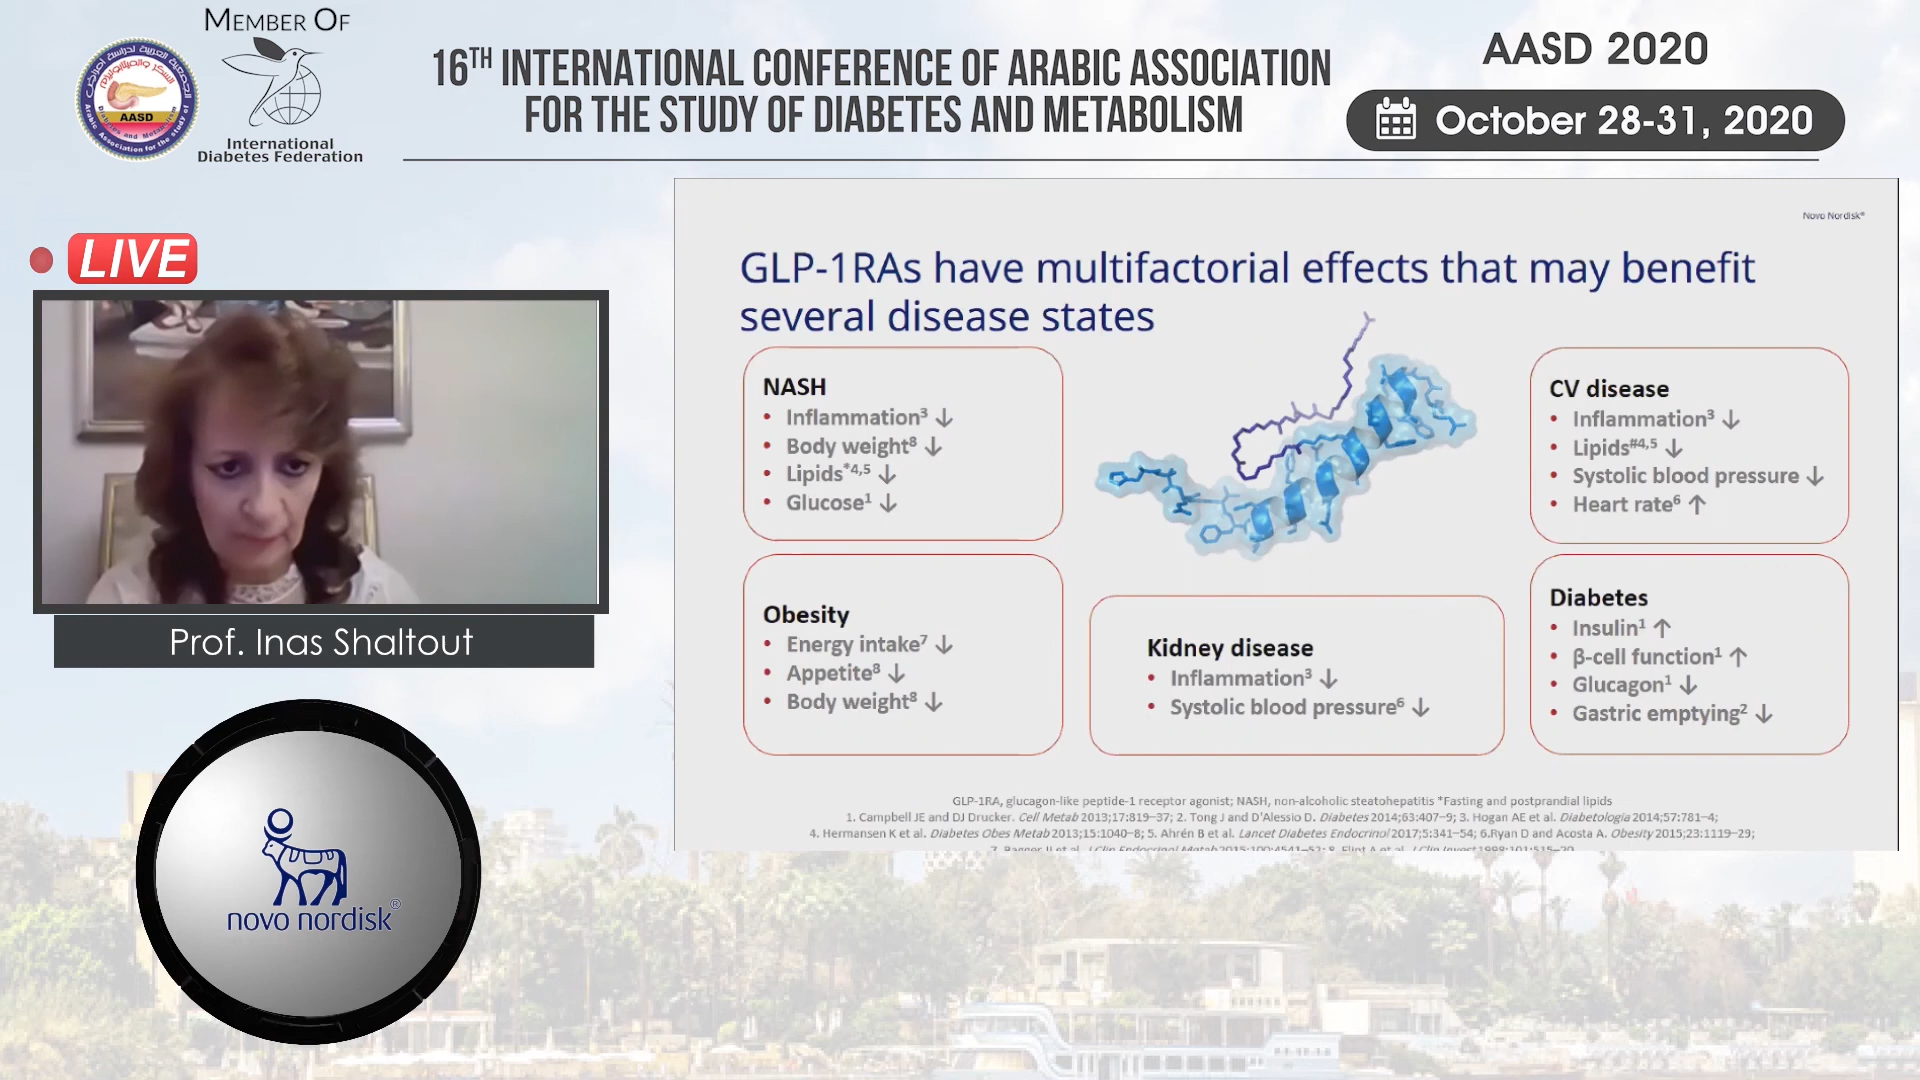 MEMBER OF
AASD
International
Diabetes Federation
16TH INTERNATIONAL CONFERENCE OF ARABIC ASSOCIATION
FOR THE STUDY OF DIABETES AND METABOLISM
AASD 2020
October 28-31, 2020
LIVE
Prof. Inas Shaltout
novo nordisk®
Novo Nordisk®
GLP-1RAs have multifactorial effects that may benefit
several disease states
NASH
• Inflammation³ ↓
• Body weight⁸ ↓
• Lipids*⁴,⁵ ↓
• Glucose¹ ↓
Obesity
• Energy intake⁷ ↓
• Appetite⁸ ↓
• Body weight⁸ ↓
Kidney disease
• Inflammation³ ↓
• Systolic blood pressure⁶ ↓
CV disease
• Inflammation³ ↓
• Lipids#⁴,⁵ ↓
• Systolic blood pressure ↓
• Heart rate⁶ ↑
Diabetes
• Insulin¹ ↑
• β-cell function¹ ↑
• Glucagon¹ ↓
• Gastric emptying² ↓
GLP-1RA, glucagon-like peptide-1 receptor agonist; NASH, non-alcoholic steatohepatitis *Fasting and postprandial lipids
1. Campbell JE and DJ Drucker. Cell Metab 2013;17:819–37; 2. Tong J and D'Alessio D. Diabetes 2014;63:407–9; 3. Hogan AE et al. Diabetologia 2014;57:781–4;
4. Hermansen K et al. Diabetes Obes Metab 2013;15:1040–8; 5. Ahrén B et al. Lancet Diabetes Endocrinol 2017;5:341–54; 6.Ryan D and Acosta A. Obesity 2015;23:1119–29;